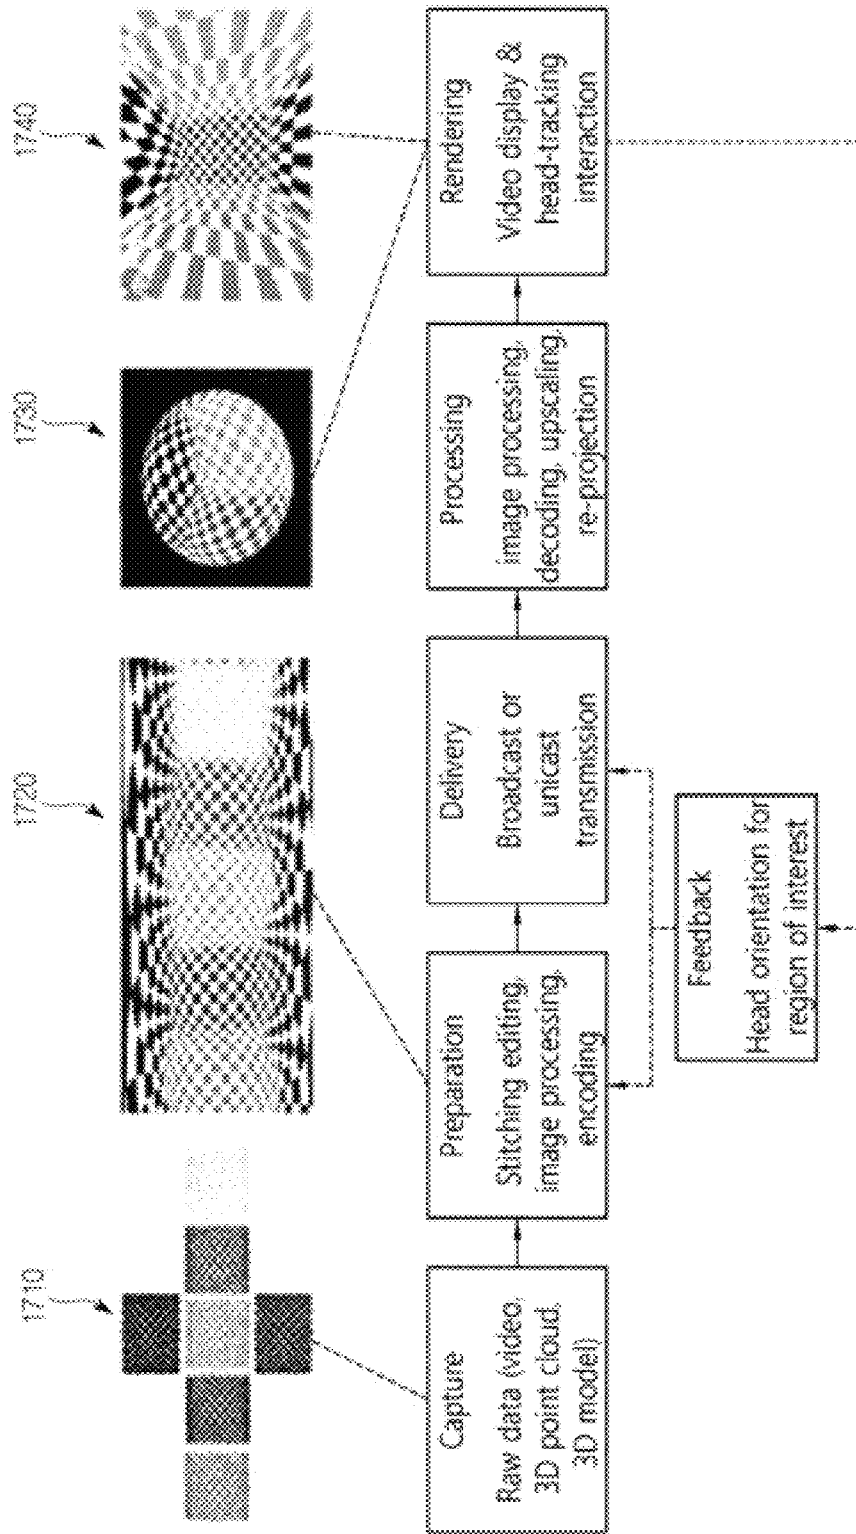 1710
1720
1730
1740
Capture
Raw data (video,
3D point cloud,
3D model)
Preparation
Stitching editing,
image processing,
encoding
Delivery
Broadcast or
unicast
transmission
Processing
image processing,
decoding, upscaling,
re-projection
Rendering
Video display &
head-tracking
interaction
Feedback
Head orientation for
region of interest